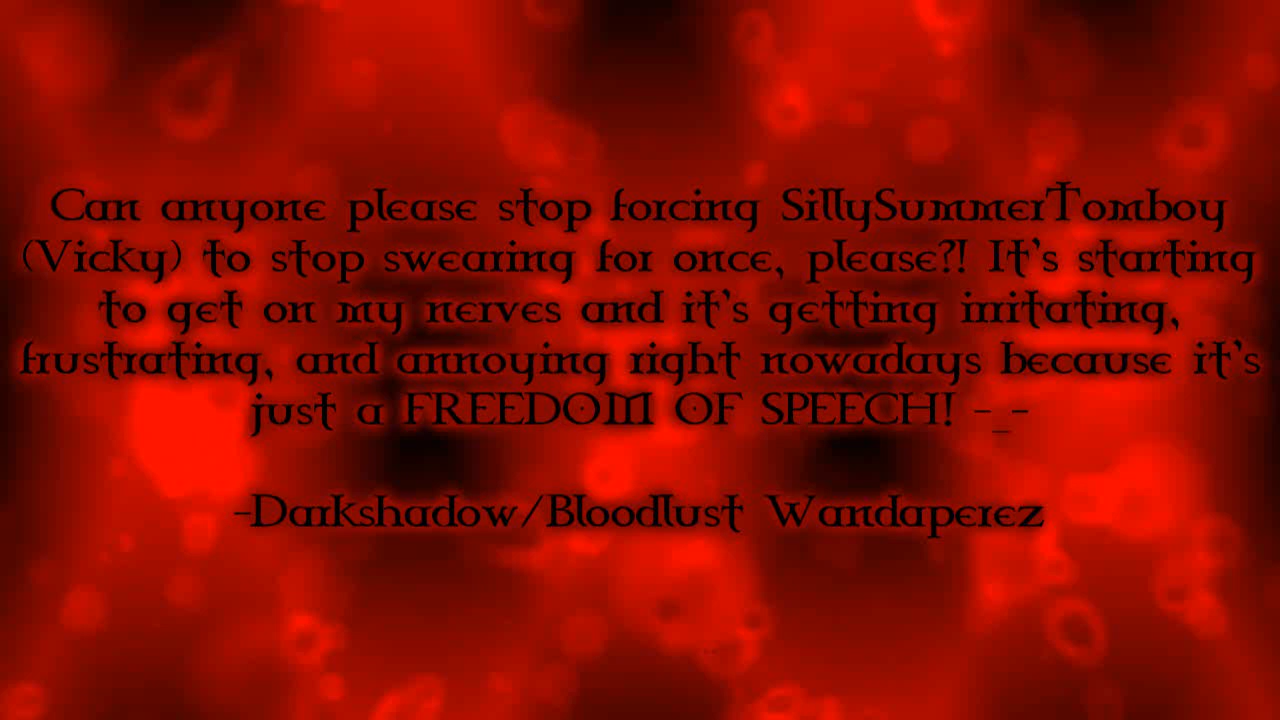 Can anyone please stop forcing SillySummerTomboy
(Vicky) to stop swearing for once, please?! It's starting
to get on my nerves and it's getting irritating,
frustrating, and annoying right nowadays because it's
just a FREEDOM OF SPEECH! -_-
-Darkshadow/Bloodlust Wandaperez